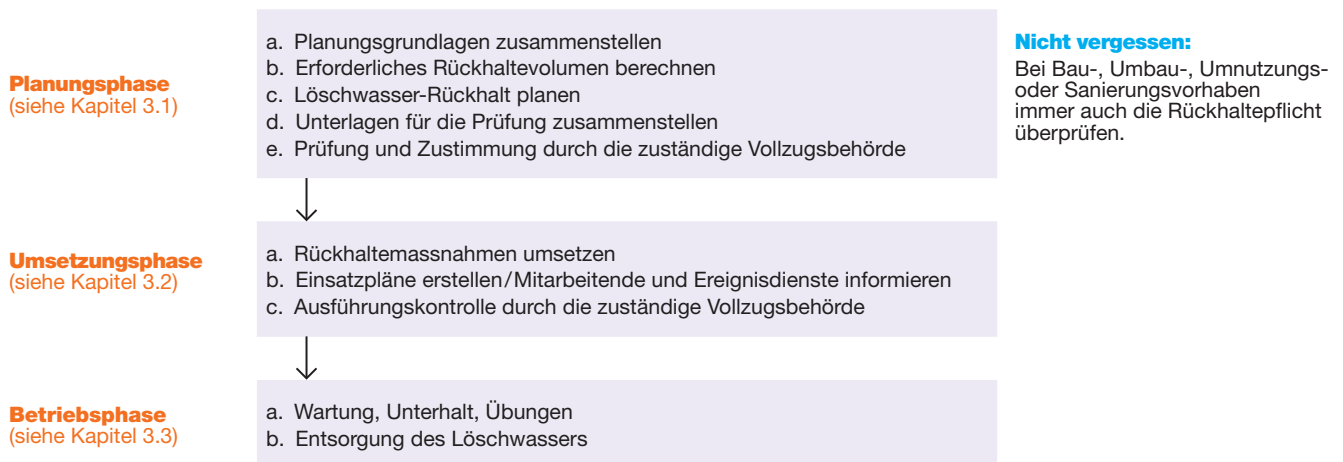 Planungsphase
(siehe Kapitel 3.1)
a. Planungsgrundlagen zusammenstellen
b. Erforderliches Rückhaltevolumen berechnen
c. Löschwasser-Rückhalt planen
d. Unterlagen für die Prüfung zusammenstellen
e. Prüfung und Zustimmung durch die zuständige Vollzugsbehörde
Nicht vergessen:
Bei Bau-, Umbau-, Umnutzungs-
oder Sanierungsvorhaben
immer auch die Rückhaltepflicht
überprüfen.
Umsetzungsphase
(siehe Kapitel 3.2)
a. Rückhaltemassnahmen umsetzen
b. Einsatzpläne erstellen/Mitarbeitende und Ereignisdienste informieren
c. Ausführungskontrolle durch die zuständige Vollzugsbehörde
Betriebsphase
(siehe Kapitel 3.3)
a. Wartung, Unterhalt, Übungen
b. Entsorgung des Löschwassers